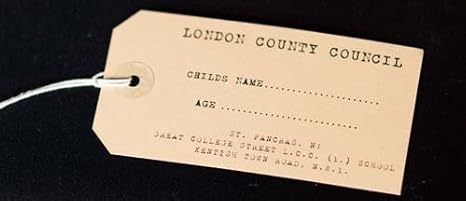 LONDON COUNTY COUNCIL
CHILDS NAME....................
AGE ........................
ST. PANCRAS. N:
GREAT COLLEGE STREET L.C.C. (I.) SCHOOL
KENTISH TOWN ROAD, N.W.1.